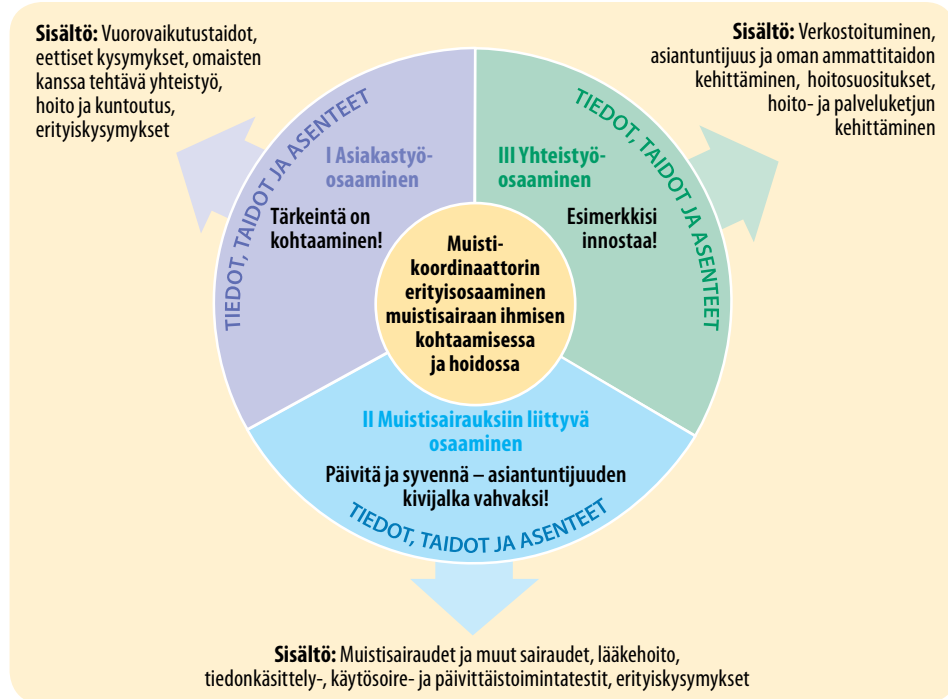 Sisältö: Vuorovaikutustaidot,
eettiset kysymykset, omaisten
kanssa tehtävä yhteistyö,
hoito ja kuntoutus,
erityiskysymykset
Sisältö: Verkostoituminen,
asiantuntijuus ja oman ammattitaidon
kehittäminen, hoitosuositukset,
hoito- ja palveluketjun
kehittäminen
TIEDOT, TAIDOT JA ASENTEET
I Asiakastyö-
osaaminen
Tärkeintä on
kohtaaminen!
TIEDOT, TAIDOT JA ASENTEET
III Yhteistyö-
osaaminen
Esimerkkisi
innostaa!
Muisti-
koordinaattorin
erityisosaaminen
muistisairaan ihmisen
kohtaamisessa
ja hoidossa
II Muistisairauksiin liittyvä
osaaminen
Päivitä ja syvennä – asiantuntijuuden
kivijalka vahvaksi!
TIEDOT, TAIDOT JA ASENTEET
Sisältö: Muistisairaudet ja muut sairaudet, lääkehoito,
tiedonkäsittely-, käytösoire- ja päivittäistoimintatestit, erityiskysymykset